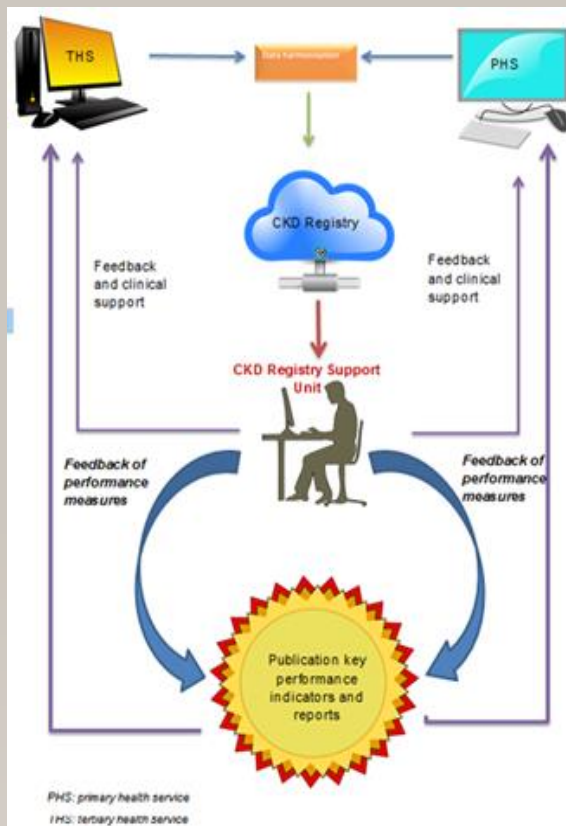 THS
Data harmonisation
PHS
CKD Registry
Feedback
and clinical
support
Feedback
and clinical
support
CKD Registry Support
Unit
Feedback of
performance
measures
Feedback of
performance
measures
Publication key
performance
indicators and
reports
PHS: primary health service
THS: tertiary health service